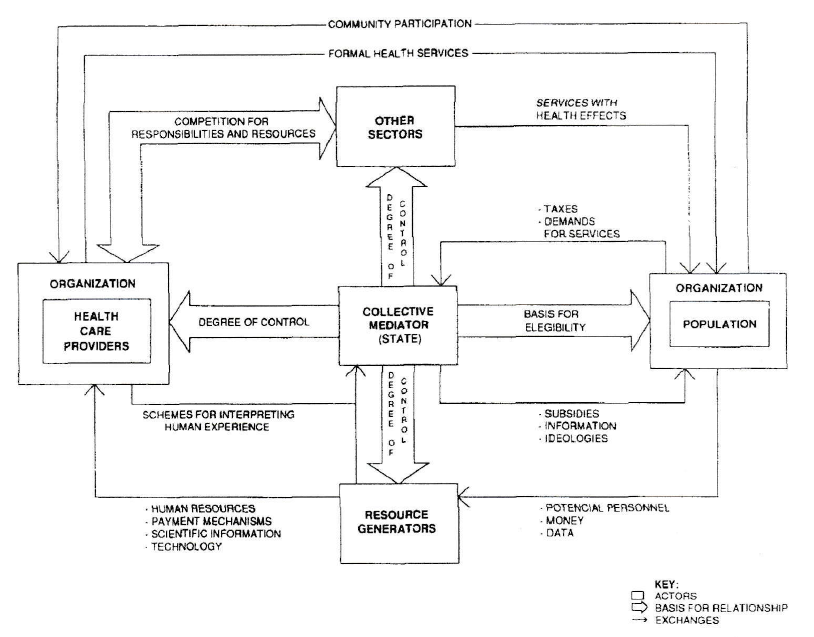 COMMUNITY PARTICIPATION
FORMAL HEALTH SERVICES
COMPETITION FOR
RESPONSIBILITIES AND RESOURCES
OTHER
SECTORS
SERVICES WITH
HEALTH EFFECTS
DEGREE OF
CONTROL
- TAXES
- DEMANDS
FOR SERVICES
ORGANIZATION
HEALTH
CARE
PROVIDERS
DEGREE OF CONTROL
COLLECTIVE
MEDIATOR
(STATE)
BASIS FOR
ELEGIBILITY
ORGANIZATION
POPULATION
SCHEMES FOR INTERPRETING
HUMAN EXPERIENCE
DEGREE OF
CONTROL
- SUBSIDIES
- INFORMATION
- IDEOLOGIES
- HUMAN RESOURCES
- PAYMENT MECHANISMS
- SCIENTIFIC INFORMATION
- TECHNOLOGY
RESOURCE
GENERATORS
- POTENCIAL PERSONNEL
- MONEY
- DATA
KEY:
ACTORS
BASIS FOR RELATIONSHIP
EXCHANGES